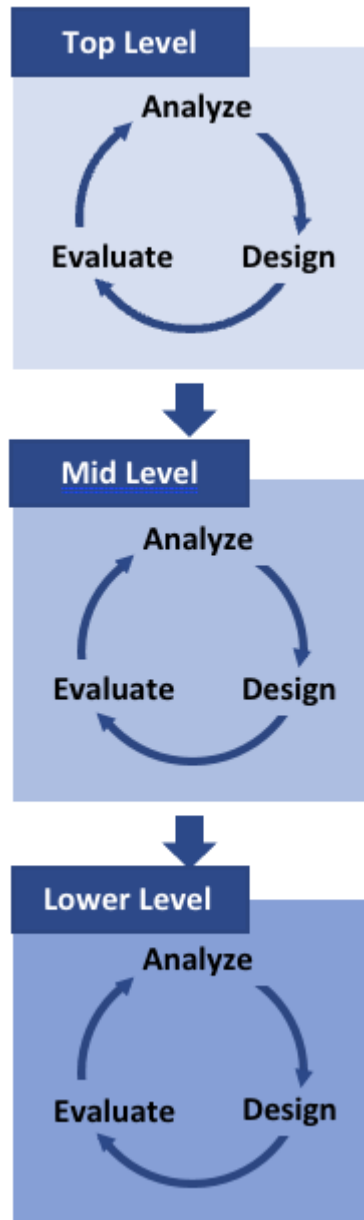 Top Level
Analyze
Evaluate Design
Mid Level
Analyze
Evaluate Design
Lower Level
Analyze
Evaluate Design